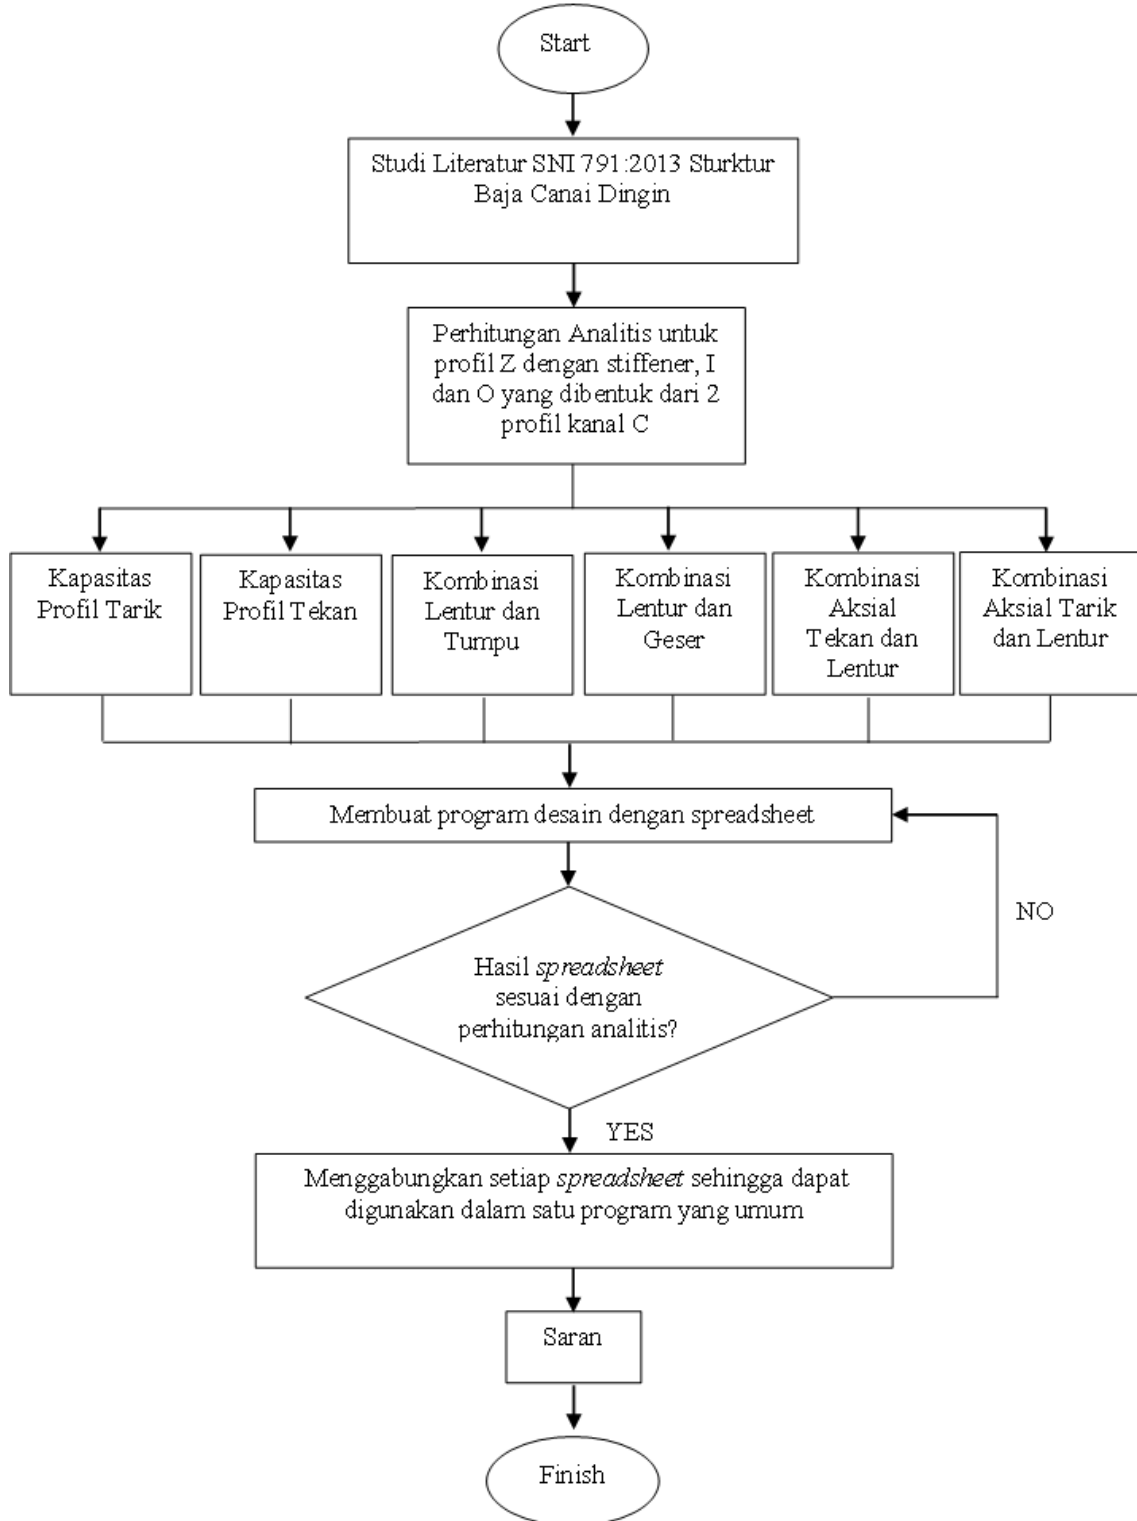 Start
Studi Literatur SNI 791:2013 Sturktur
Baja Canai Dingin
Perhitungan Analitis untuk
profil Z dengan stiffener, I
dan O yang dibentuk dari 2
profil kanal C
Kapasitas
Profil Tarik
Kapasitas
Profil Tekan
Kombinasi
Lentur dan
Tumpu
Kombinasi
Lentur dan
Geser
Kombinasi
Aksial
Tekan dan
Lentur
Kombinasi
Aksial Tarik
dan Lentur
Membuat program desain dengan spreadsheet
NO
Hasil spreadsheet
sesuai dengan
perhitungan analitis?
YES
Menggabungkan setiap spreadsheet sehingga dapat
digunakan dalam satu program yang umum
Saran
Finish